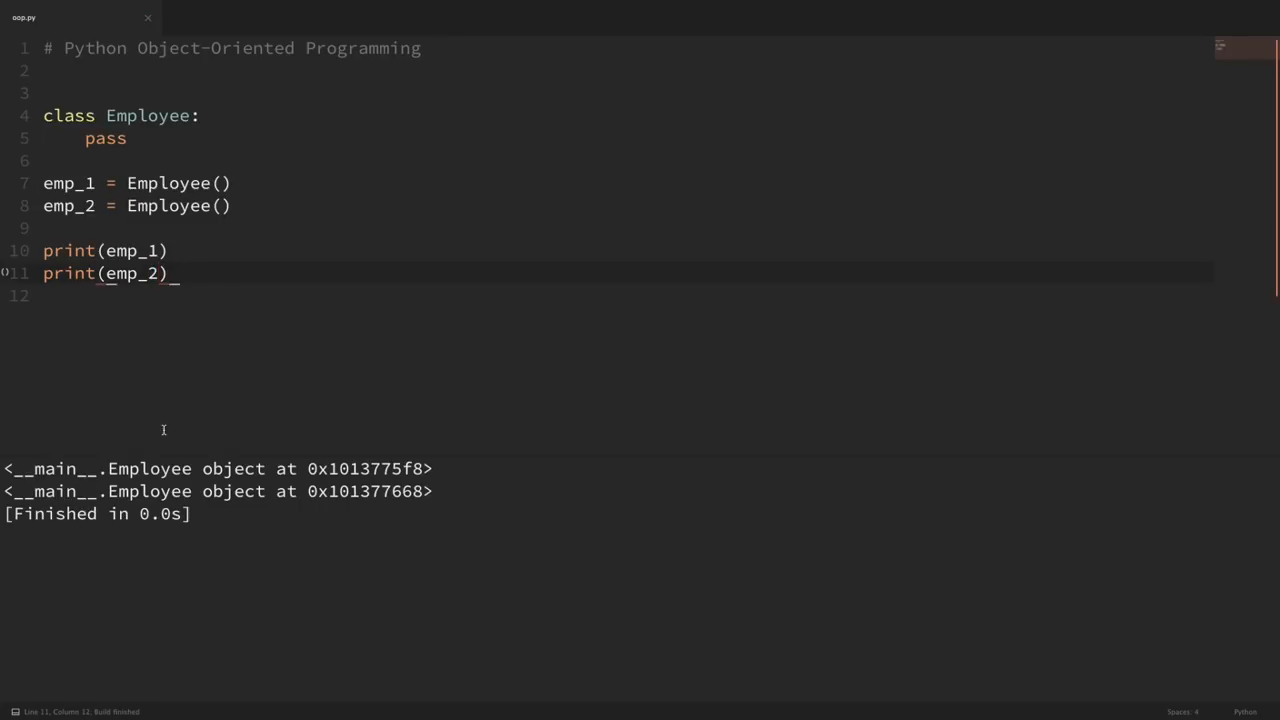 oop.py ×
1 # Python Object-Oriented Programming
2
3
4 class Employee:
5 pass
6
7 emp_1 = Employee()
8 emp_2 = Employee()
9
10 print(emp_1)
()11 print(emp_2)
12
<__main__.Employee object at 0x1013775f8>
<__main__.Employee object at 0x101377668>
[Finished in 0.0s]
Line 11, Column 12, Build finished Spaces: 4 Python